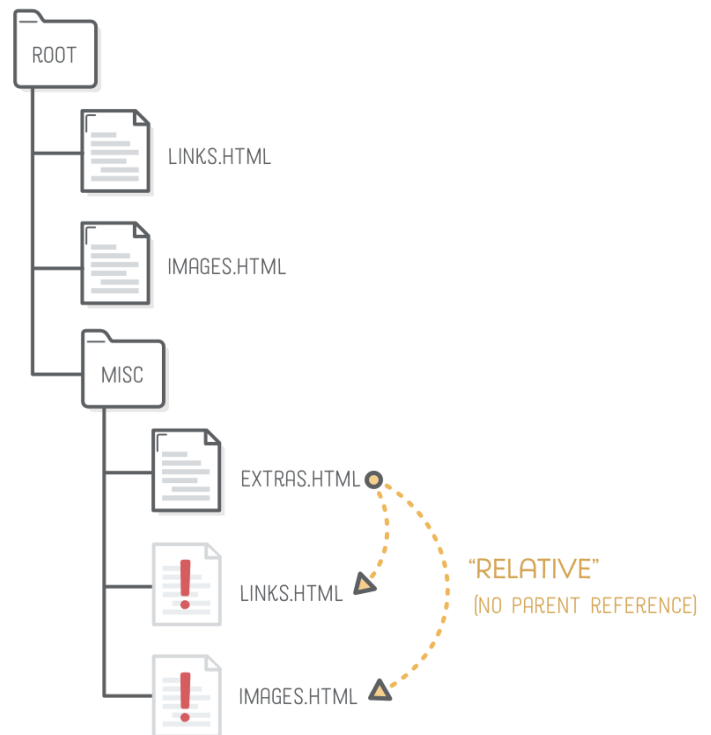 ROOT
LINKS.HTML
IMAGES.HTML
MISC
EXTRAS.HTML
LINKS.HTML
IMAGES.HTML
“RELATIVE”
(NO PARENT REFERENCE)